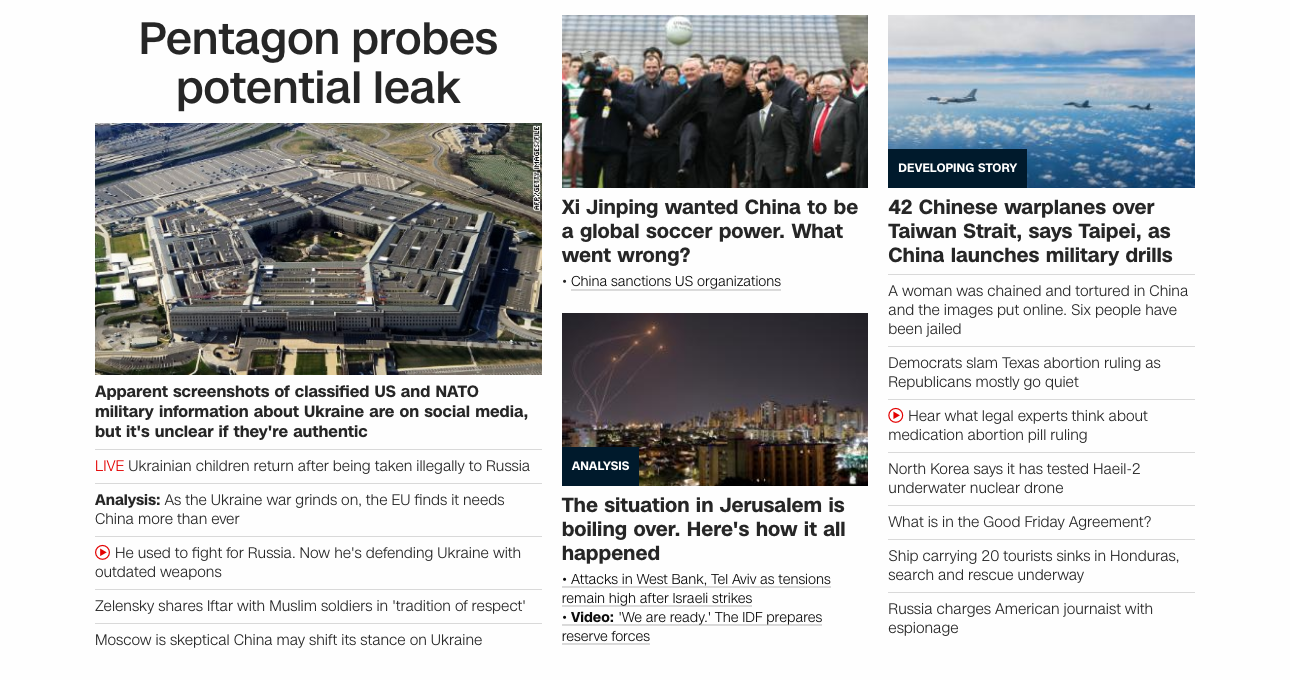 Pentagon probes
potential leak
AFP/GETTY IMAGES/FILE
Apparent screenshots of classified US and NATO
military information about Ukraine are on social media,
but it's unclear if they're authentic
LIVE Ukrainian children return after being taken illegally to Russia
Analysis: As the Ukraine war grinds on, the EU finds it needs
China more than ever
He used to fight for Russia. Now he's defending Ukraine with
outdated weapons
Zelensky shares Iftar with Muslim soldiers in 'tradition of respect'
Moscow is skeptical China may shift its stance on Ukraine
Xi Jinping wanted China to be
a global soccer power. What
went wrong?
• China sanctions US organizations
ANALYSIS
The situation in Jerusalem is
boiling over. Here's how it all
happened
• Attacks in West Bank, Tel Aviv as tensions
remain high after Israeli strikes
• Video: 'We are ready.' The IDF prepares
reserve forces
DEVELOPING STORY
42 Chinese warplanes over
Taiwan Strait, says Taipei, as
China launches military drills
A woman was chained and tortured in China
and the images put online. Six people have
been jailed
Democrats slam Texas abortion ruling as
Republicans mostly go quiet
Hear what legal experts think about
medication abortion pill ruling
North Korea says it has tested Haeil-2
underwater nuclear drone
What is in the Good Friday Agreement?
Ship carrying 20 tourists sinks in Honduras,
search and rescue underway
Russia charges American journaist with
espionage